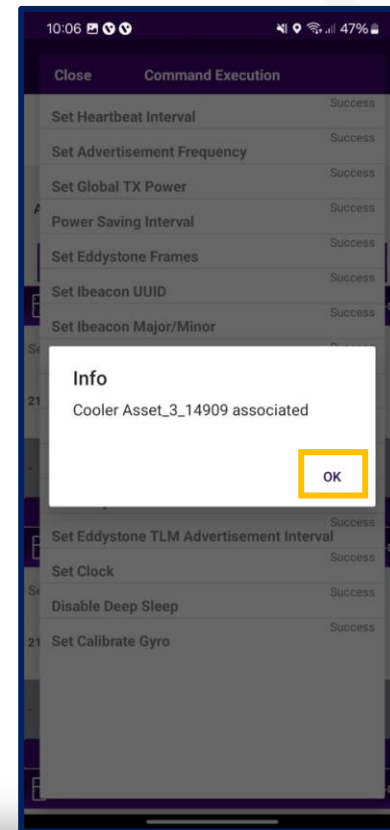 10:06 47%
Close Command Execution
Success
Set Heartbeat Interval
Success
Set Advertisement Frequency
Success
Set Global TX Power
Success
Power Saving Interval
Success
Set Eddystone Frames
Success
Set Ibeacon UUID
Success
Set Ibeacon Major/Minor
Info
Cooler Asset_3_14909 associated
OK
Success
Set Eddystone TLM Advertisement Interval
Success
Set Clock
Success
Disable Deep Sleep
Success
Set Calibrate Gyro